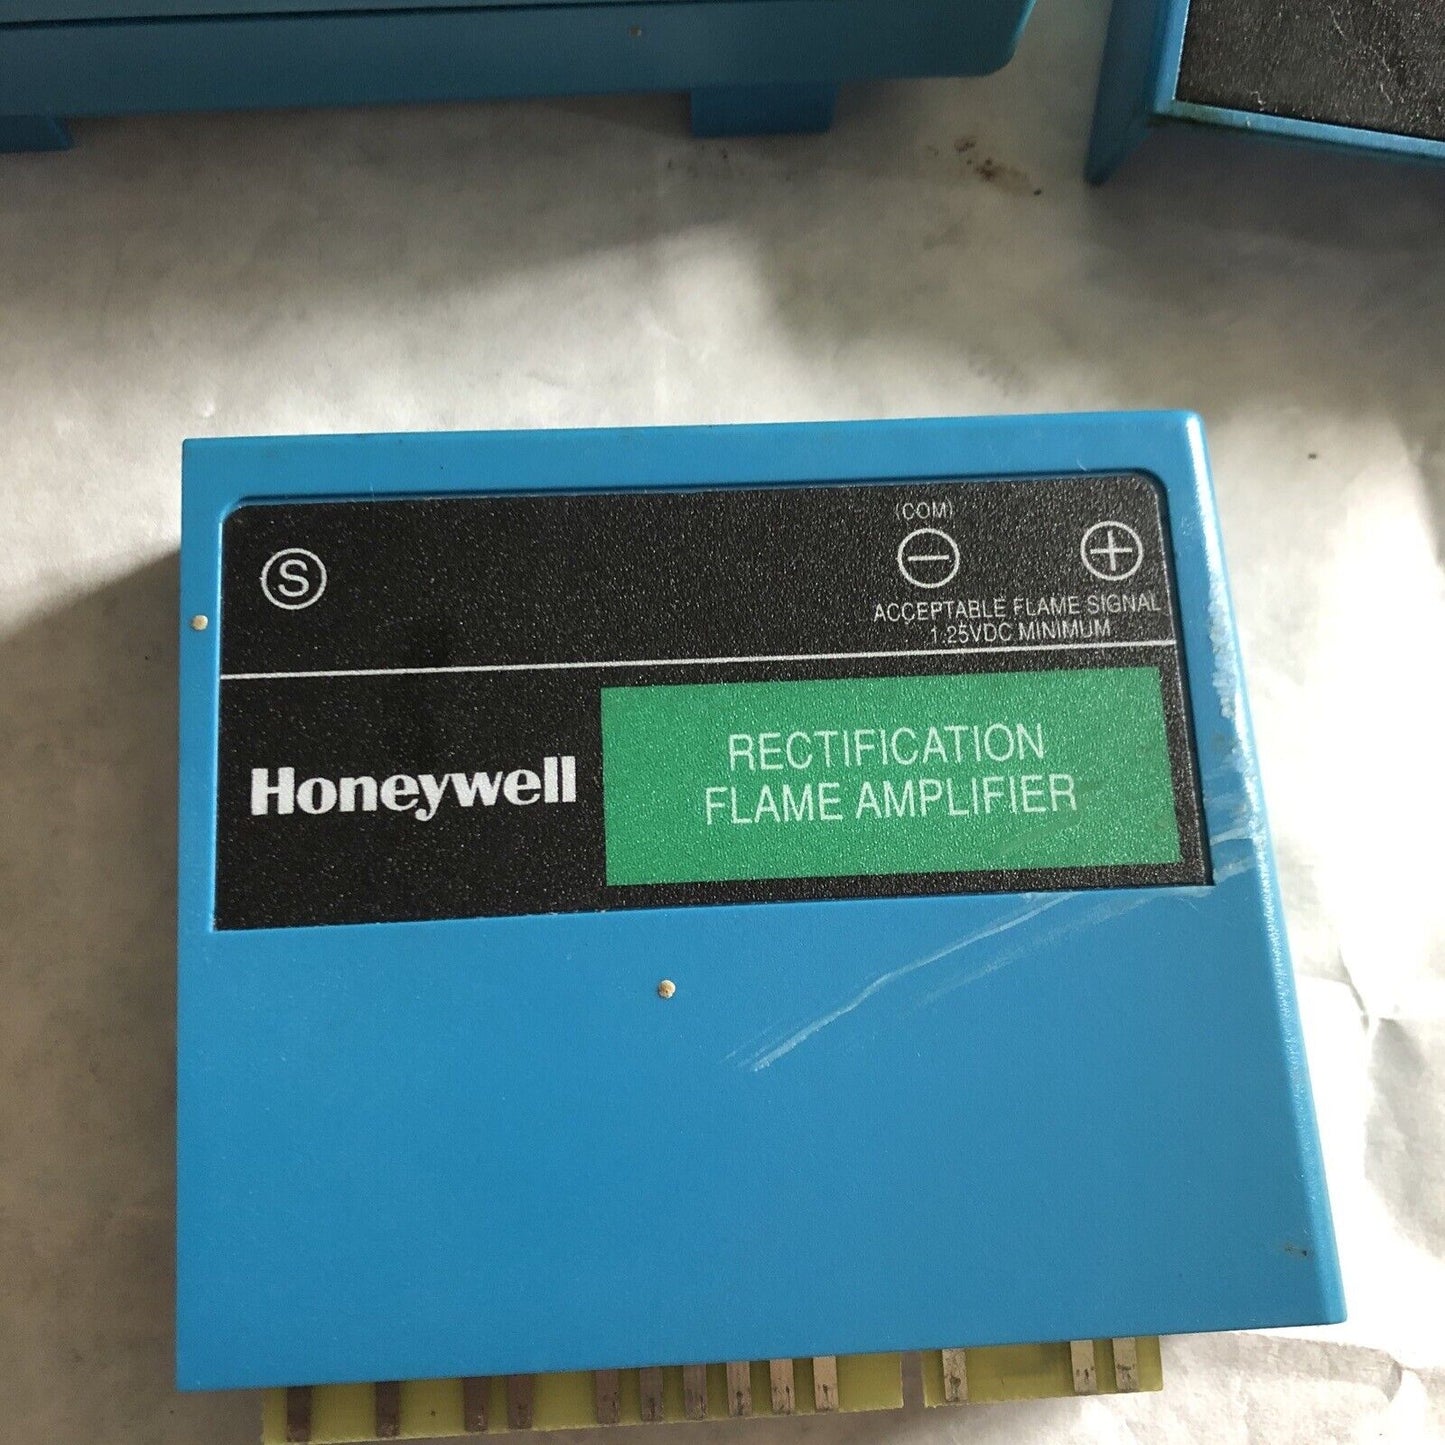 (COM)
S
ACCEPTABLE FLAME SIGNAL
1.25VDC MINIMUM
Honeywell
RECTIFICATION
FLAME AMPLIFIER